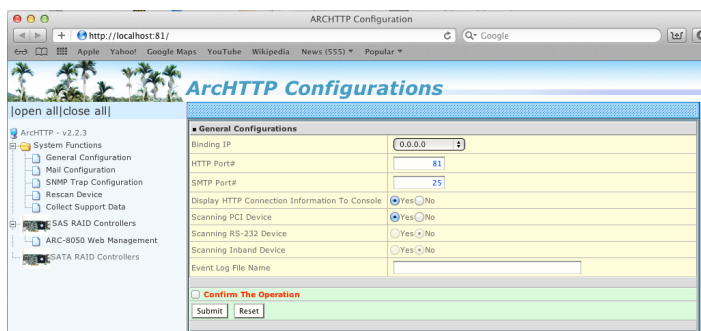 ARCHTTP Configuration
http://localhost:81/
Google
Apple Yahoo! Google Maps YouTube Wikipedia News (555) Popular
ArcHTTP Configurations
|open all|close all|
ArcHTTP - v2.2.3
System Functions
General Configuration
Mail Configuration
SNMP Trap Configuration
Rescan Device
Collect Support Data
SAS RAID Controllers
ARC-8050 Web Management
SATA RAID Controllers
General Configurations
Binding IP 0.0.0.0
HTTP Port# 81
SMTP Port# 25
Display HTTP Connection Information To Console Yes No
Scanning PCI Device Yes No
Scanning RS-232 Device Yes No
Scanning Inband Device Yes No
Event Log File Name
Confirm The Operation
Submit Reset